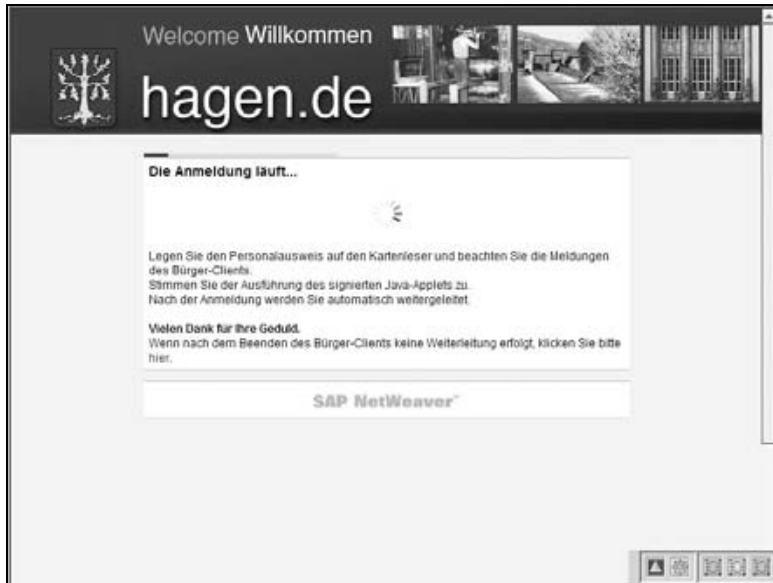 Welcome Willkommen
hagen.de
Die Anmeldung läuft...
Legen Sie den Personalausweis auf den Kartenleser und beachten Sie die Meldungen
des Bürger-Clients.
Stimmen Sie der Ausführung des signierten Java-Applets zu.
Nach der Anmeldung werden Sie automatisch weitergeleitet.
Vielen Dank für Ihre Geduld.
Wenn nach dem Beenden des Bürger-Clients keine Weiterleitung erfolgt, klicken Sie bitte
hier.
SAP NetWeaver™